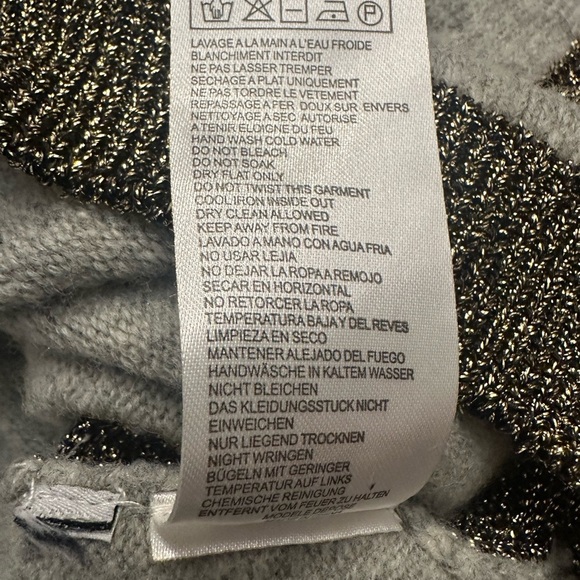 LAVAGE A LA MAIN A L'EAU FROIDE
BLANCHIMENT INTERDIT
NE PAS LASSER TREMPER
SECHAGE A PLAT UNIQUEMENT
NE PAS TORDRE LE VETEMENT
REPASSAGE A FER DOUX SUR ENVERS
NETTOYAGE A SEC AUTORISE
A TENIR ELOIGNE DU FEU
HAND WASH COLD WATER
DO NOT BLEACH
DO NOT SOAK
DRY FLAT ONLY
DO NOT TWIST THIS GARMENT
COOL IRON INSIDE OUT
DRY CLEAN ALLOWED
KEEP AWAY FROM FIRE
LAVADO A MANO CON AGUA FRIA
NO USAR LEJIA
NO DEJAR LA ROPA A REMOJO
SECAR EN HORIZONTAL
NO RETORCER LA ROPA
TEMPERATURA BAJA Y DEL REVES
LIMPIEZA EN SECO
MANTENER ALEJADO DEL FUEGO
HANDWÄSCHE IN KALTEM WASSER
NICHT BLEICHEN
DAS KLEIDUNGSSTUCK NICHT
EINWEICHEN
NUR LIEGEND TROCKNEN
NIGHT WRINGEN
BÜGELN MIT GERINGER
TEMPERATUR AUF LINKS
CHEMISCHE REINIGUNG
ENTFERNT VOM FEUER ZU HALTEN
MODELE DEPOSE